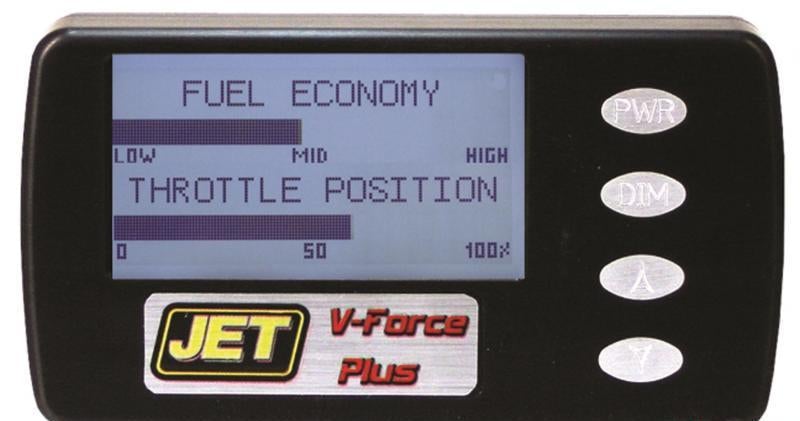 FUEL ECONOMY
LOW MID HIGH
THROTTLE POSITION
0 50 100%
PWR
DIM
JET V-Force
Plus